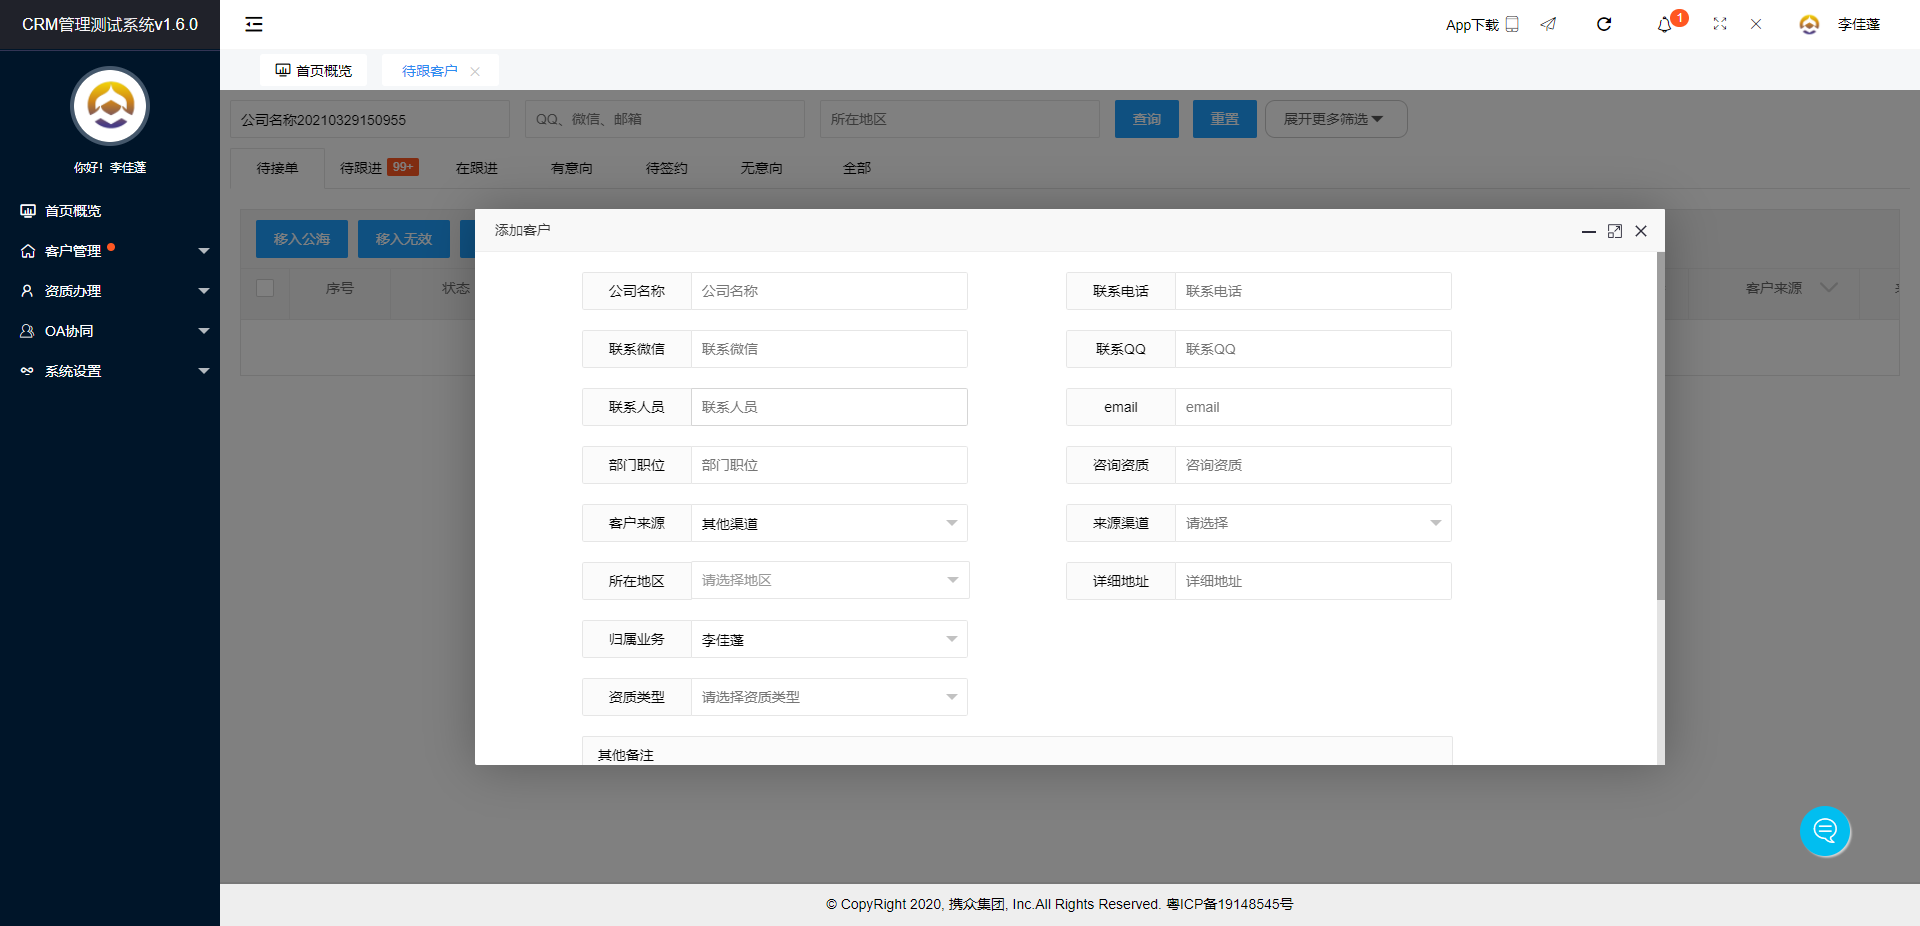 CRM管理测试系统v1.6.0
App下载
1
李佳蓬
你好！李佳蓬
首页概览
客户管理
资质办理
OA协同
系统设置
首页概览
待跟客户
公司名称20210329150955
QQ、微信、邮箱
所在地区
查询
重置
展开更多筛选
待接单
待跟进
99+
在跟进
有意向
待签约
无意向
全部
移入公海
移入无效
序号
状态
客户来源
添加客户
公司名称
公司名称
联系电话
联系电话
联系微信
联系微信
联系QQ
联系QQ
联系人员
联系人员
email
email
部门职位
部门职位
咨询资质
咨询资质
客户来源
其他渠道
来源渠道
请选择
所在地区
请选择地区
详细地址
详细地址
归属业务
李佳蓬
资质类型
请选择资质类型
其他备注
© CopyRight 2020, 携众集团, Inc.All Rights Reserved. 粤ICP备19148545号